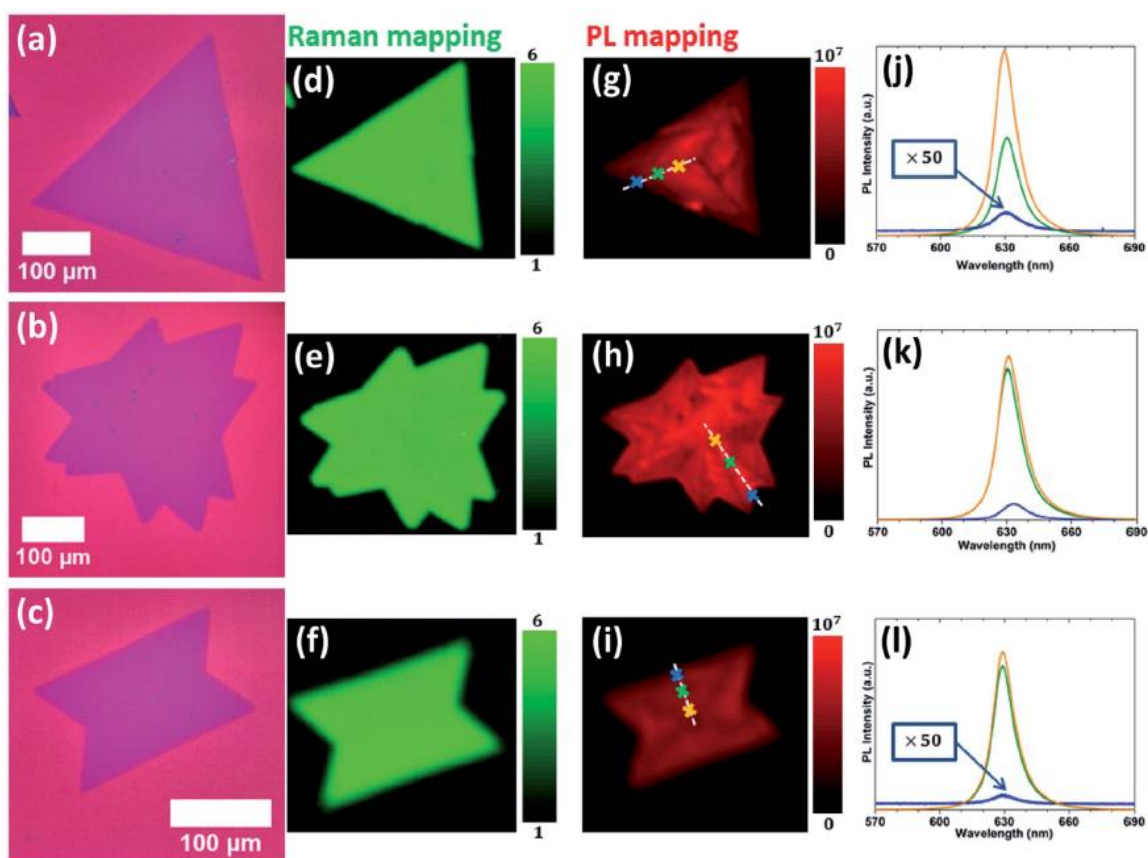 Raman mapping PL mapping
(a) (d) 6 (g) 10⁷ (j)
× 50
PL Intensity (a.u.)
100 µm 1 0 570 600 630 660 690
Wavelength (nm)
(b) (e) 6 (h) 10⁷ (k)
PL Intensity (a.u.)
100 µm 1 0 570 600 630 660 690
Wavelength (nm)
(c) (f) 6 (i) 10⁷ (l)
× 50
PL Intensity (a.u.)
100 µm 1 0 570 600 630 660 690
Wavelength (nm)